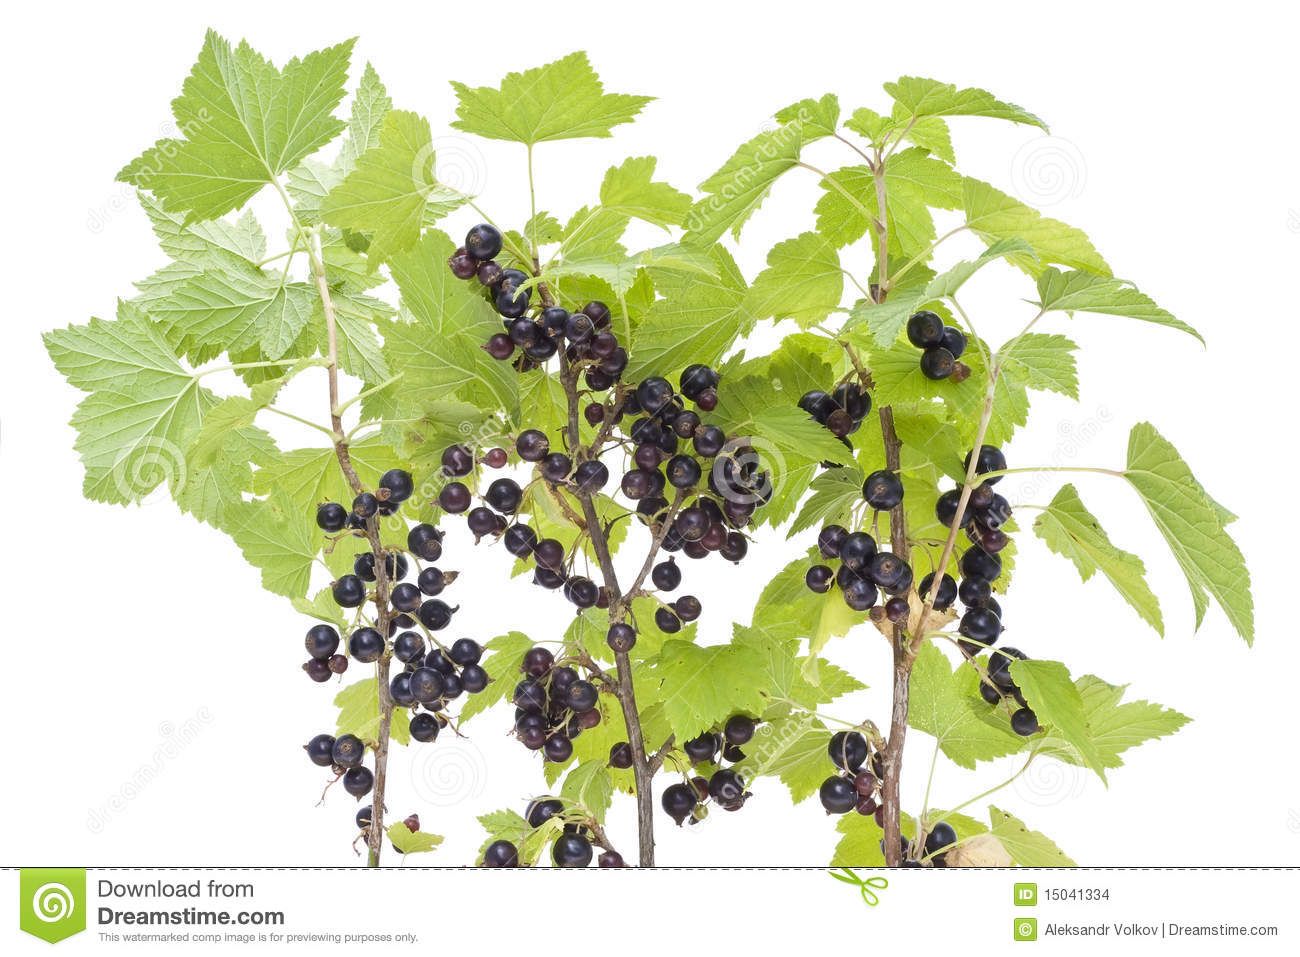 Download from
Dreamstime.com
This watermarked comp image is for previewing purposes only.
ID 15041334
© Aleksandr Volkov | Dreamstime.com